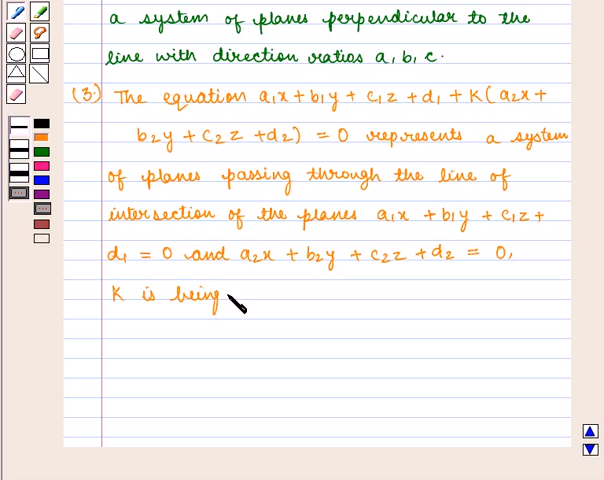 a system of planes perpendicular to the
line with direction ratios a, b, c.
(3.) The equation a₁x + b₁y + c₁z + d₁ + K(a₂x +
b₂y + c₂z + d₂) = 0 represents a system
of planes passing through the line of
intersection of the planes a₁x + b₁y + c₁z +
d₁ = 0 and a₂x + b₂y + c₂z + d₂ = 0,
K is being